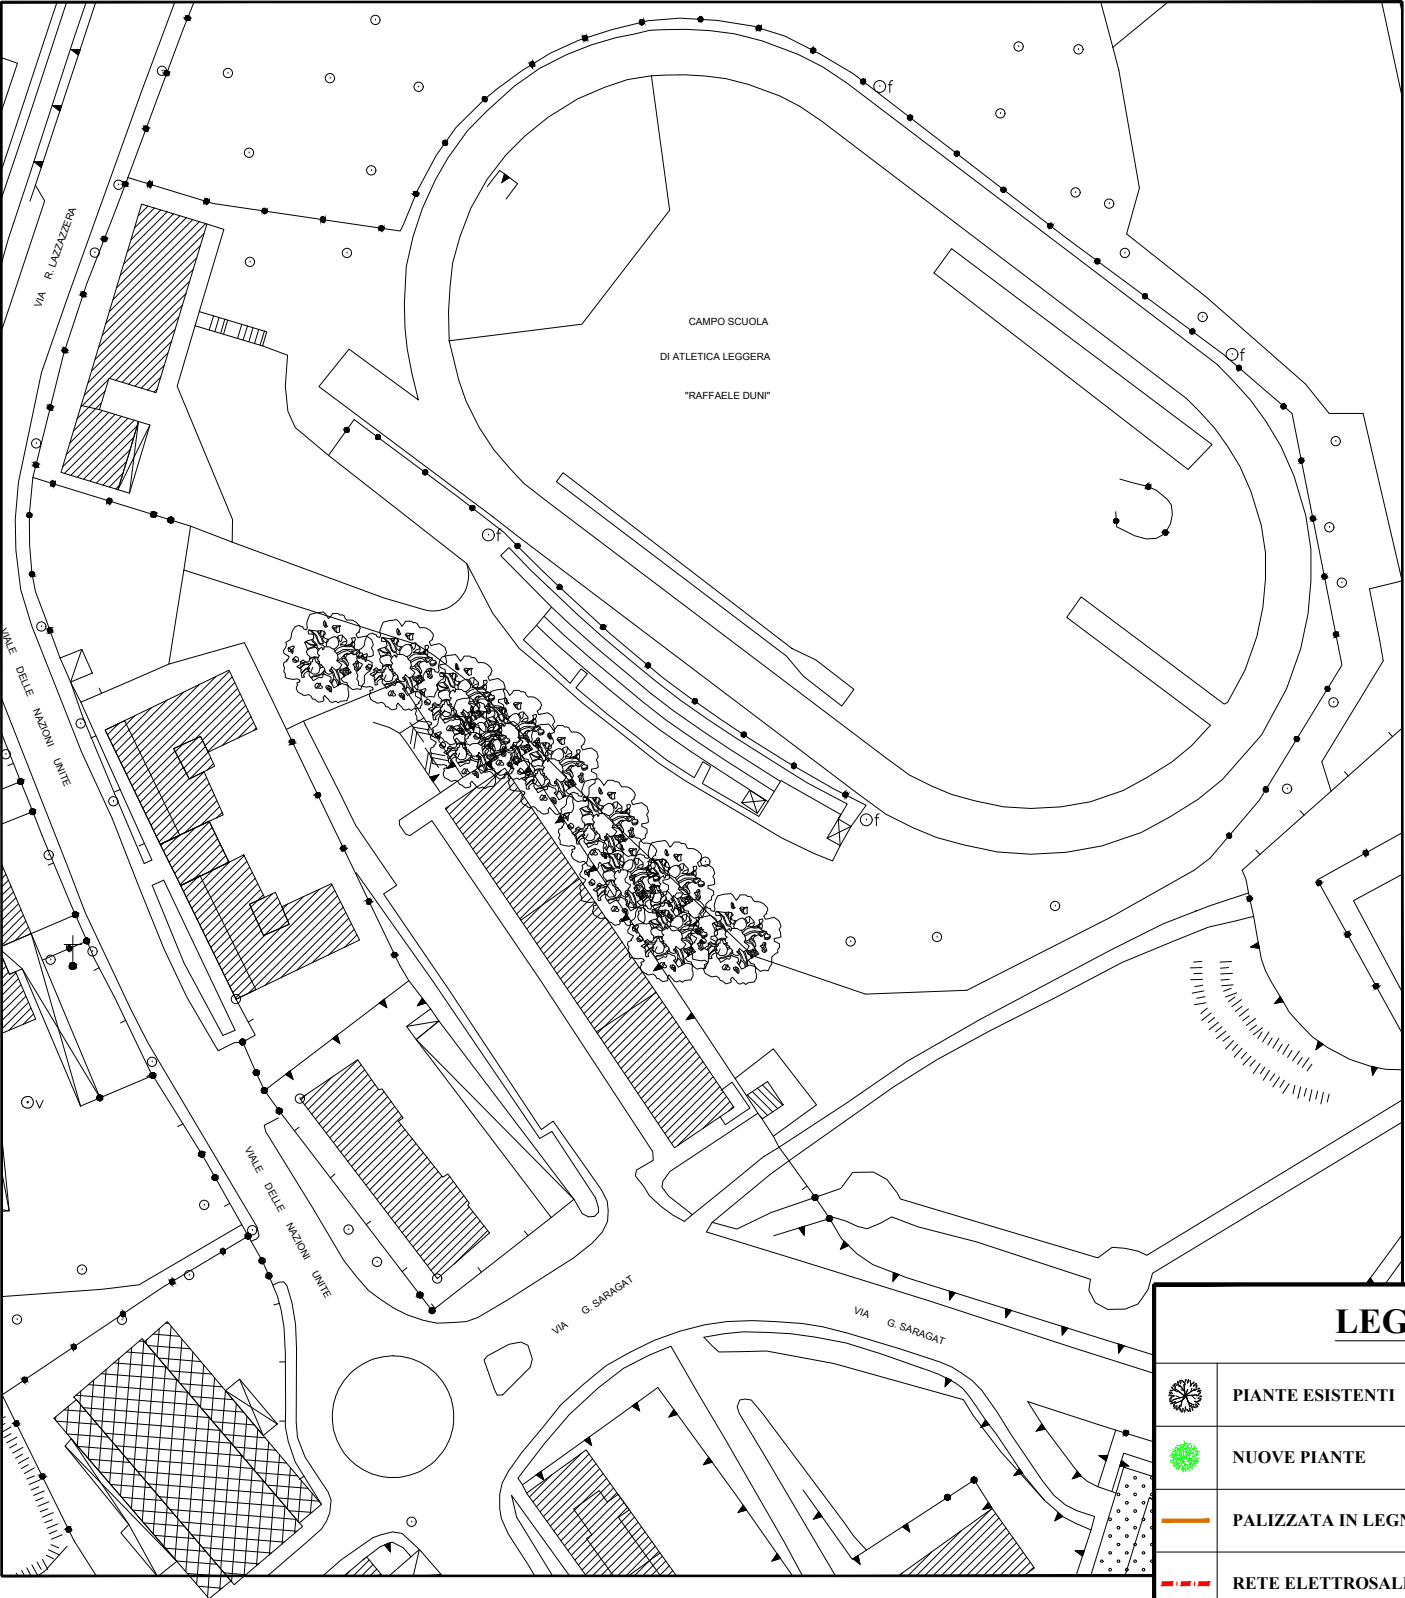 VIA R. LAZZAZZERA
CAMPO SCUOLA
DI ATLETICA LEGGERA
"RAFFAELE DUNI"
f
f
f
f
VIALE DELLE NAZIONI UNITE
V
VIALE DELLE NAZIONI UNITE
VIA G. SARAGAT
VIA G. SARAGAT
LEG
PIANTE ESISTENTI
NUOVE PIANTE
PALIZZATA IN LEGN
RETE ELETTROSALD